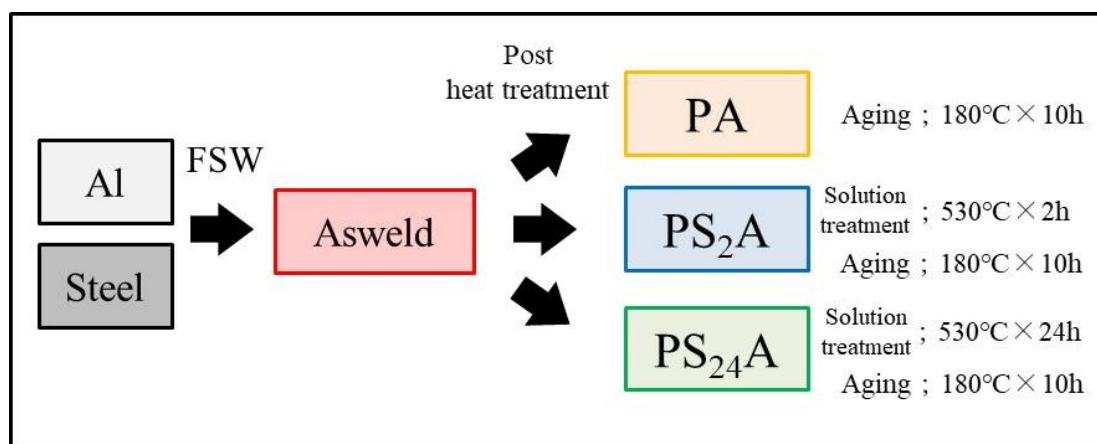 Al
Steel
FSW
Asweld
Post
heat treatment
PA
Aging ; 180℃×10h
PS₂A
Solution
treatment ; 530℃×2h
Aging ; 180℃×10h
PS₂₄A
Solution
treatment ; 530℃×24h
Aging ; 180℃×10h